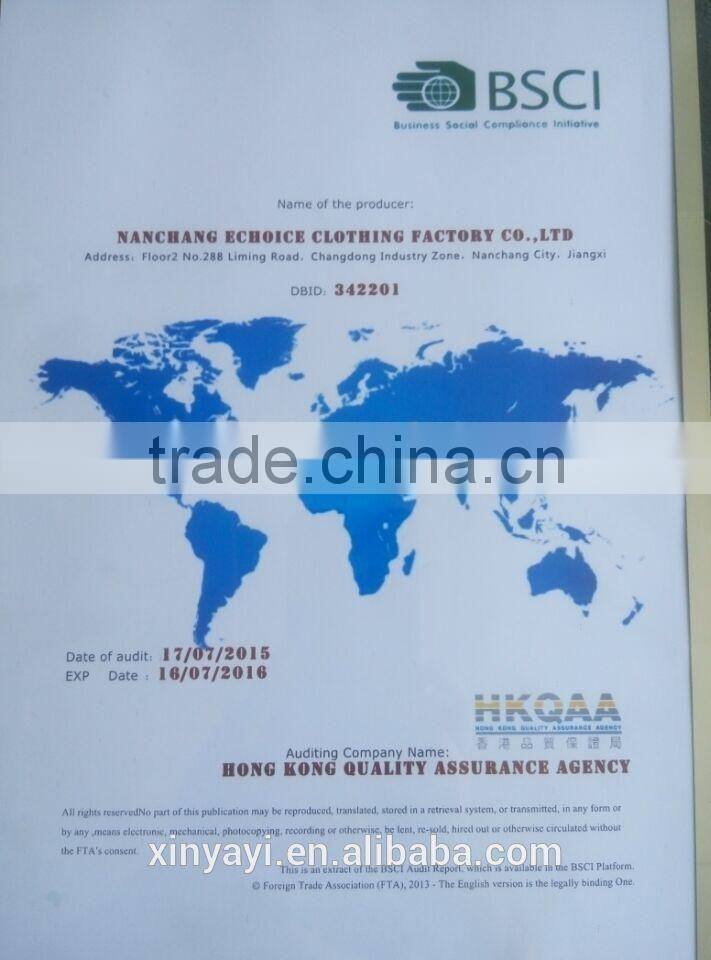 BSCI
Business Social Compliance Initiative
Name of the producer:
NANCHANG ECHOICE CLOTHING FACTORY CO.,LTD
Address: Floor2 No.288 Liming Road, Changdong Industry Zone, Nanchang City, Jiangxi
DBID: 342201
trade.china.cn
Date of audit: 17/07/2015
EXP Date : 16/07/2016
HKQAA
HONG KONG QUALITY ASSURANCE AGENCY
香港品質保證局
Auditing Company Name:
HONG KONG QUALITY ASSURANCE AGENCY
All rights reservedNo part of this publication may be reproduced, translated, stored in a retrieval system, or transmitted, in any form or
by any ,means electronic, mechanical, photocopying, recording or otherwise, be lent, re-sold, hired out or otherwise circulated without
the FTA's consent.
xinyayi.en.alibaba.com
This is an extract of the BSCI Audit Report, which is available in the BSCI Platform.
© Foreign Trade Association (FTA), 2013 - The English version is the legally binding One.